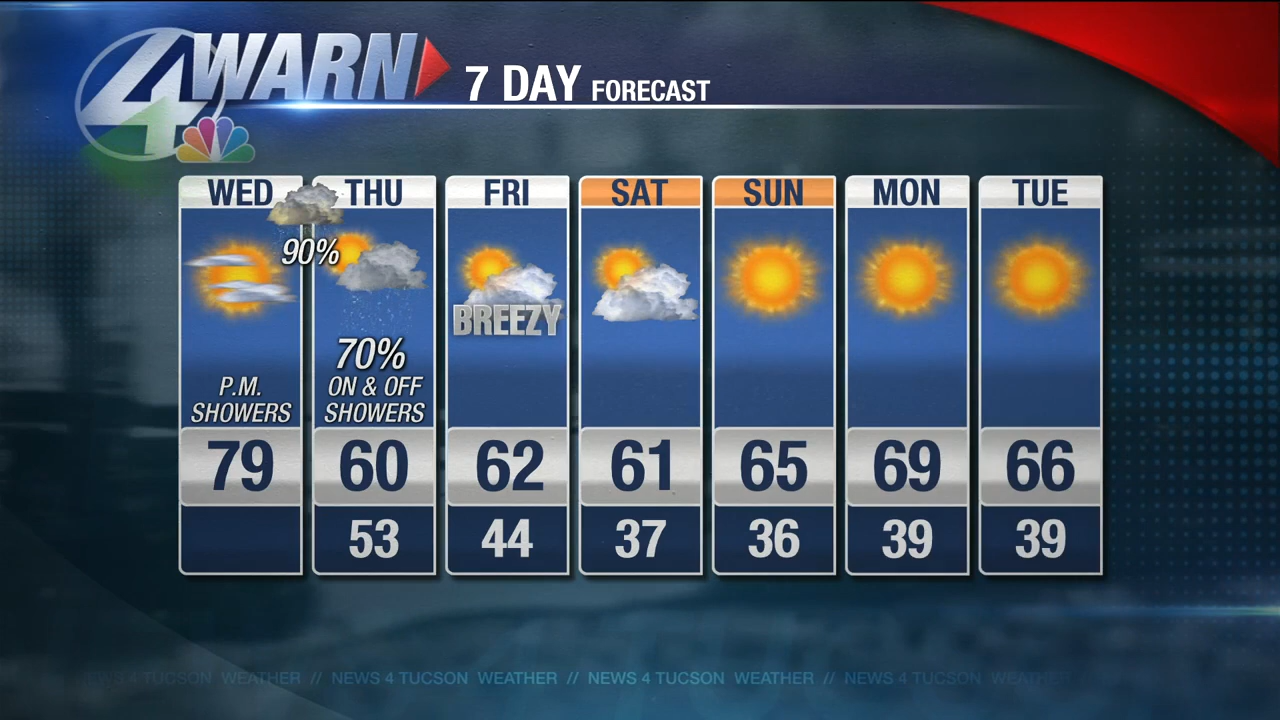 4WARN
7 DAY FORECAST
WED THU FRI SAT SUN MON TUE
90%
BREEZY
70%
P.M. SHOWERS
ON & OFF SHOWERS
79 60 62 61 65 69 66
53 44 37 36 39 39
NEWS 4 TUCSON WEATHER // NEWS 4 TUCSON WEATHER // NEWS 4 TUCSON WEATHER // NEWS 4 TUCSON WEATHER